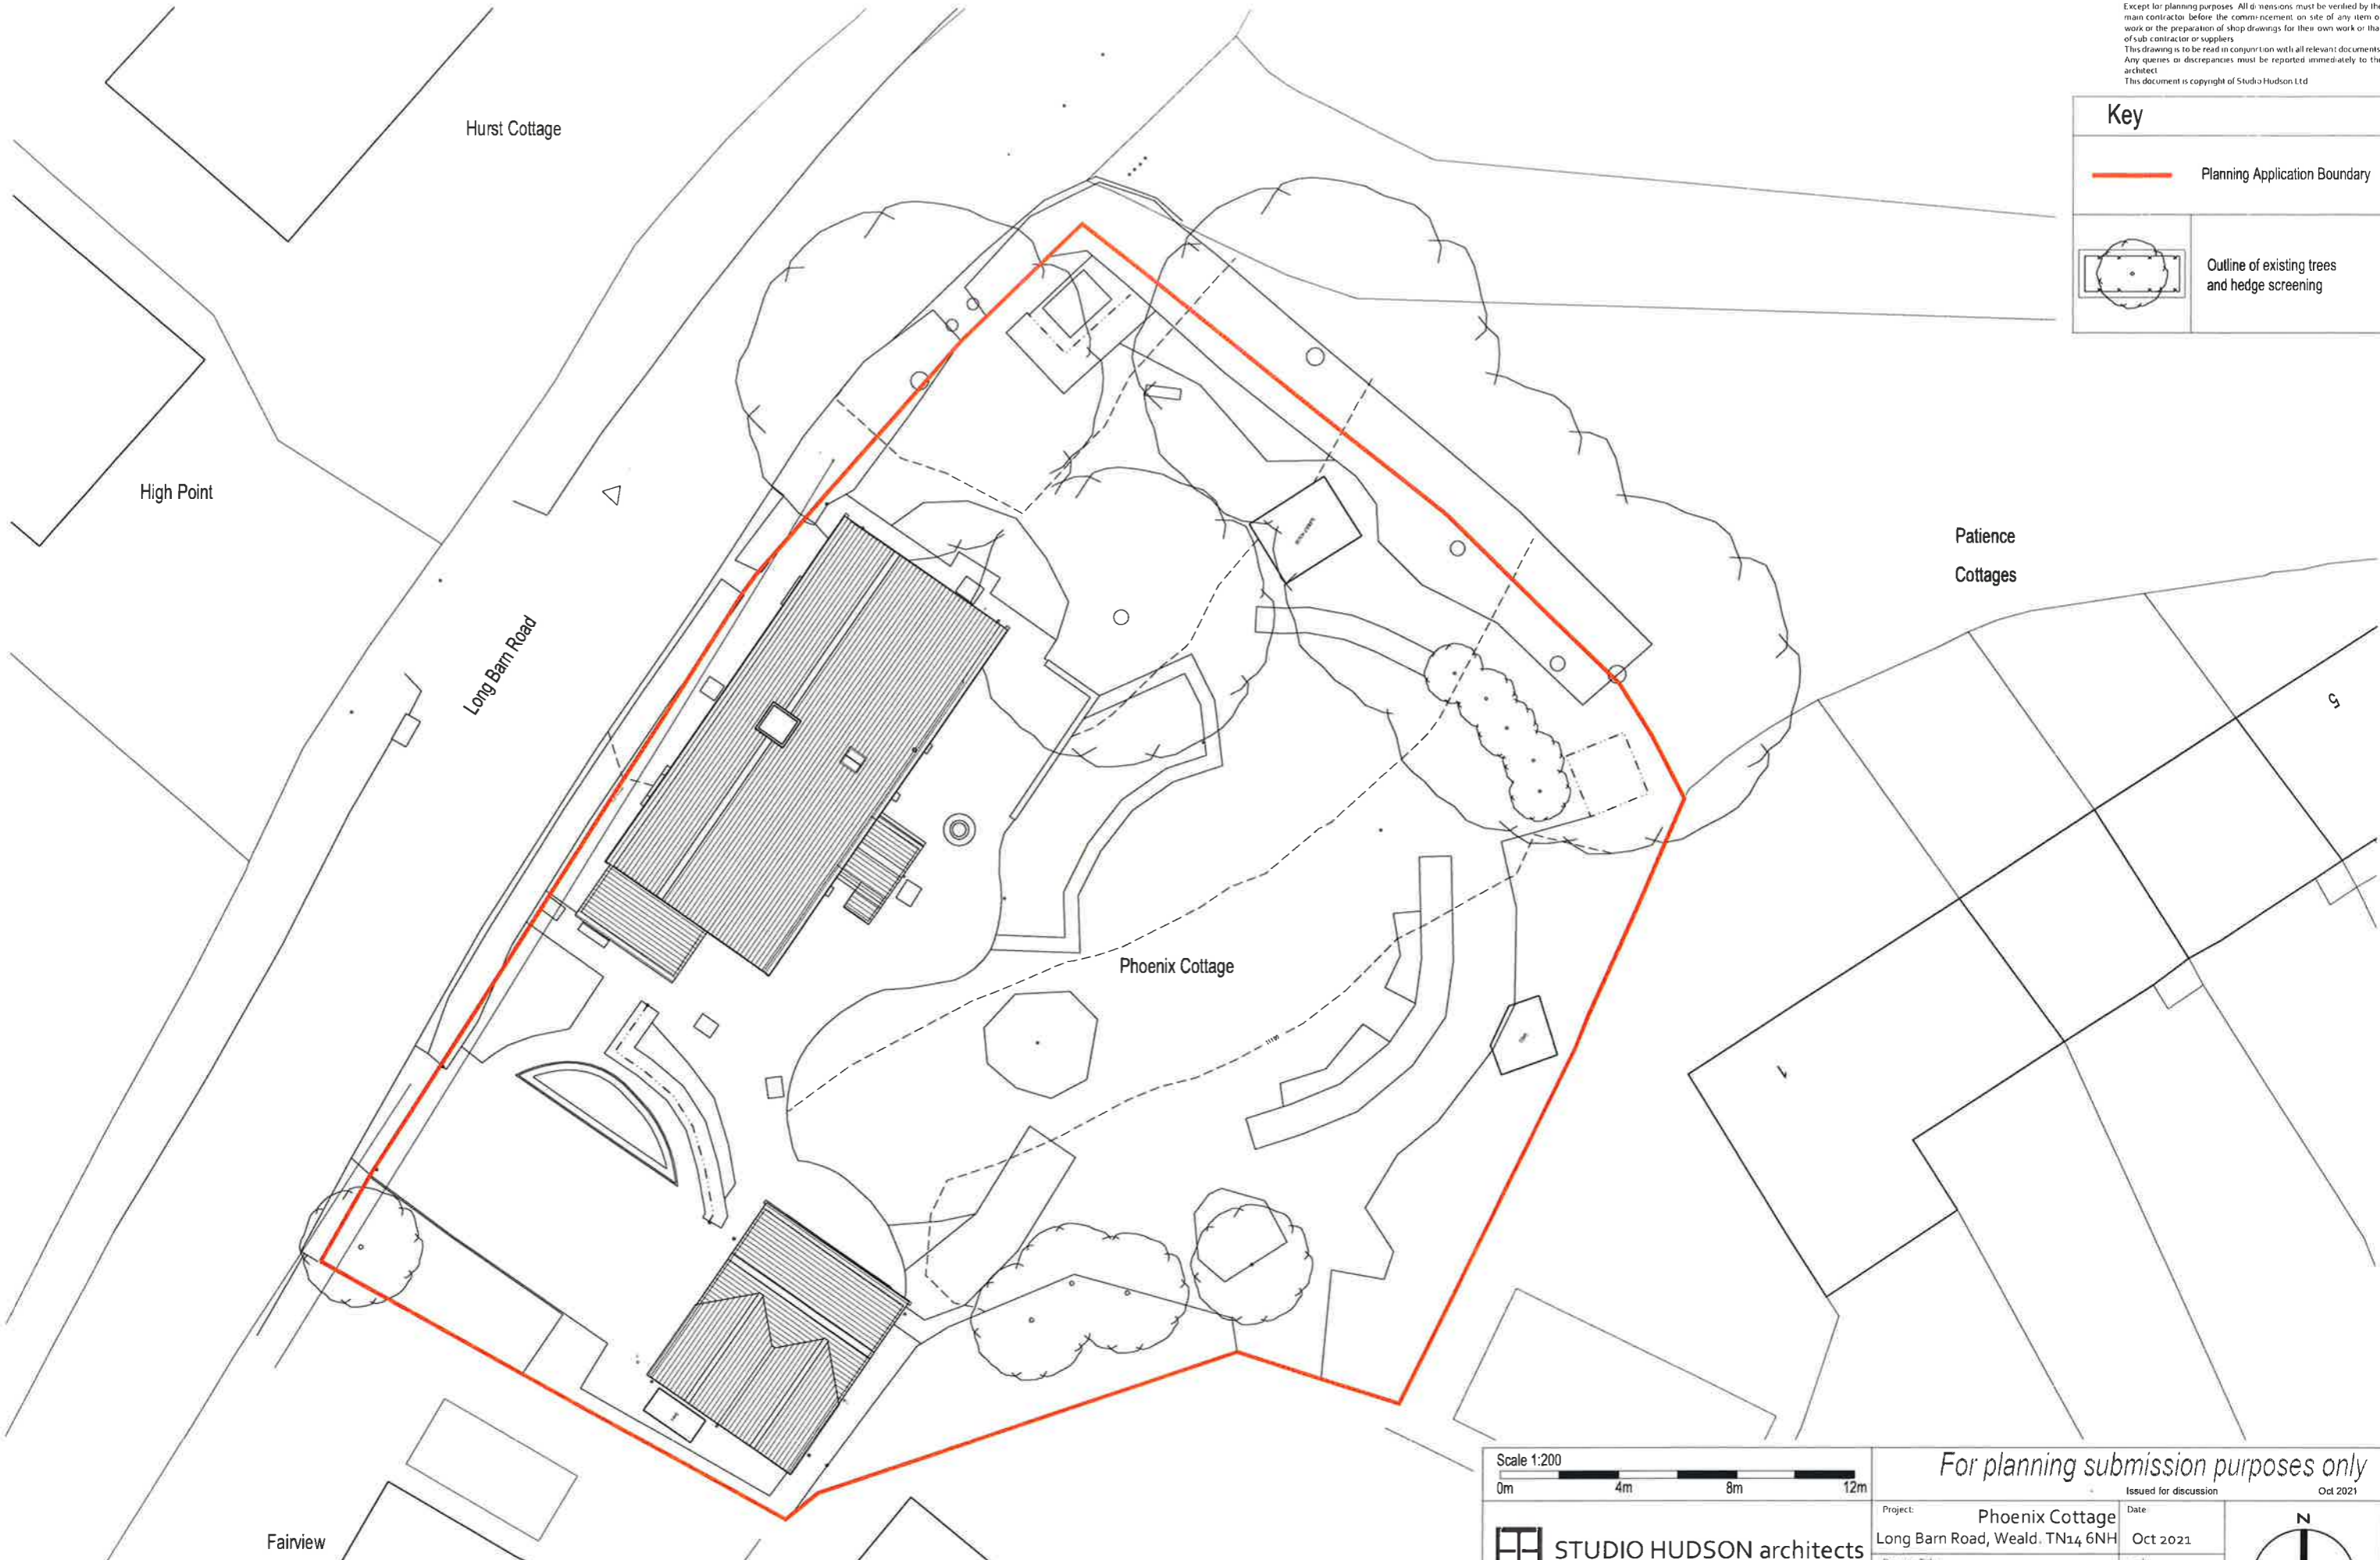 Except for planning purposes All dimensions must be verified by the
main contractor before the commencement on site of any item o
work or the preparation of shop drawings for their own work or tha
of sub contractor or suppliers
This drawing is to be read in conjunction with all relevant documents
Any queries or discrepancies must be reported immediately to the
architect
This document is copyright of Studio Hudson Ltd
Key
Planning Application Boundary
Outline of existing trees
and hedge screening
Hurst Cottage
High Point
Long Barn Road
Patience
Cottages
5
Phoenix Cottage
1
Fairview
Scale 1:200
0m 4m 8m 12m
For planning submission purposes only
Issued for discussion Oct 2021
STUDIO HUDSON architects
Project: Phoenix Cottage
Long Barn Road, Weald. TN14 6NH
Date
Oct 2021
N